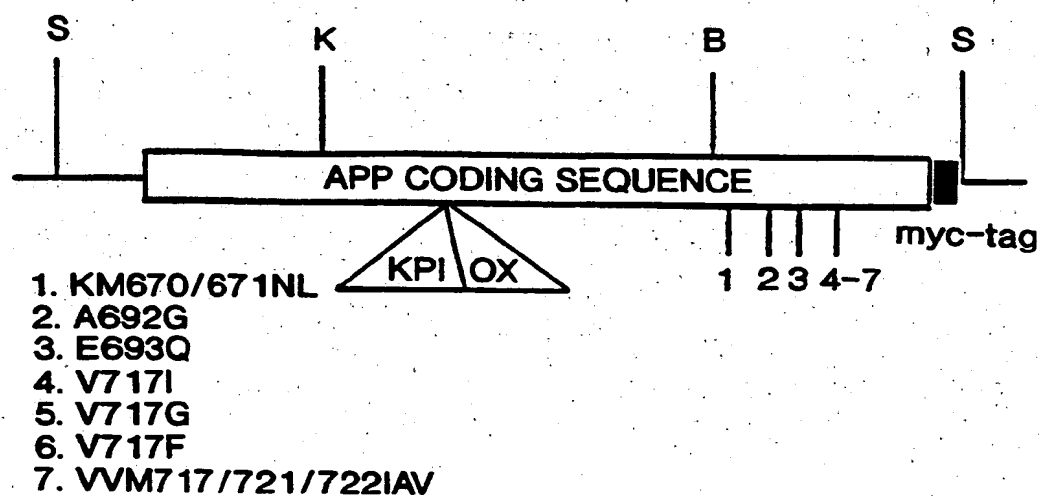 S K B S
APP CODING SEQUENCE
myc-tag
KPI OX
1 2 3 4-7
1. KM670/671NL
2. A692G
3. E693Q
4. V717I
5. V717G
6. V717F
7. VVM717/721/722IAV